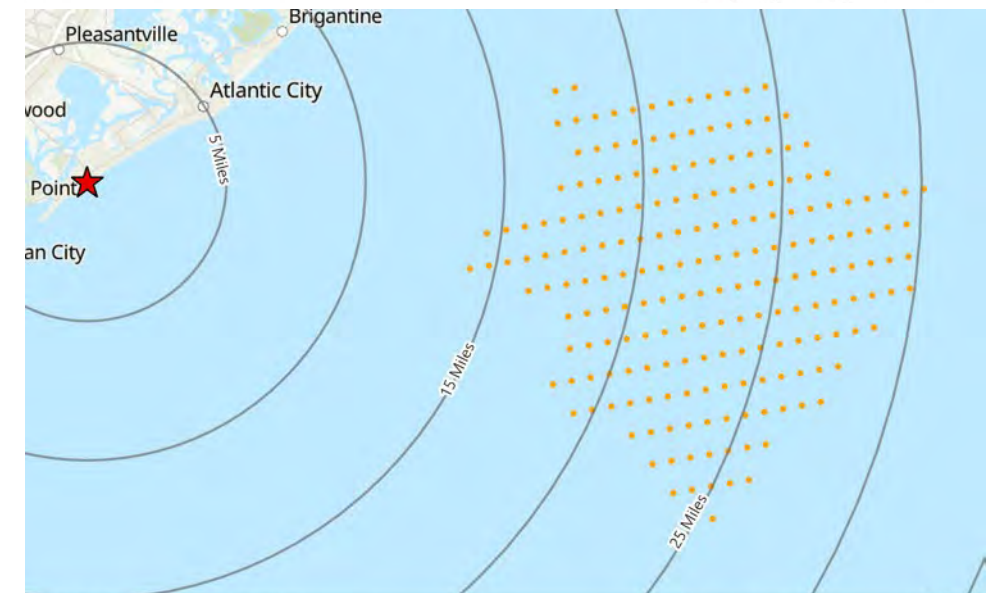 Brigantine
Pleasantville
Atlantic City
wood
5 Miles
Point
an City
15 Miles
25 Miles